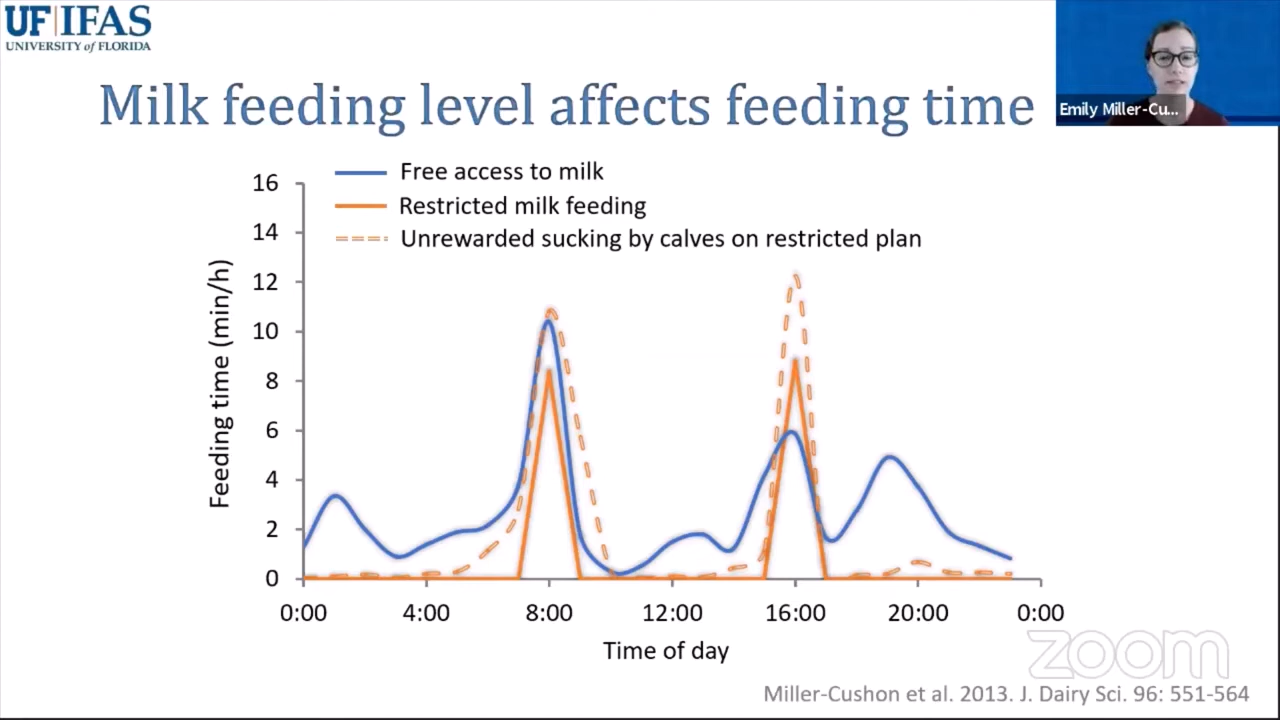 UF|IFAS
UNIVERSITY of FLORIDA
Emily Miller-Cu...
Milk feeding level affects feeding time
Free access to milk
Restricted milk feeding
Unrewarded sucking by calves on restricted plan
Feeding time (min/h)
16
14
12
10
8
6
4
2
0
0:00 4:00 8:00 12:00 16:00 20:00 0:00
Time of day
zoom
Miller-Cushon et al. 2013. J. Dairy Sci. 96: 551-564